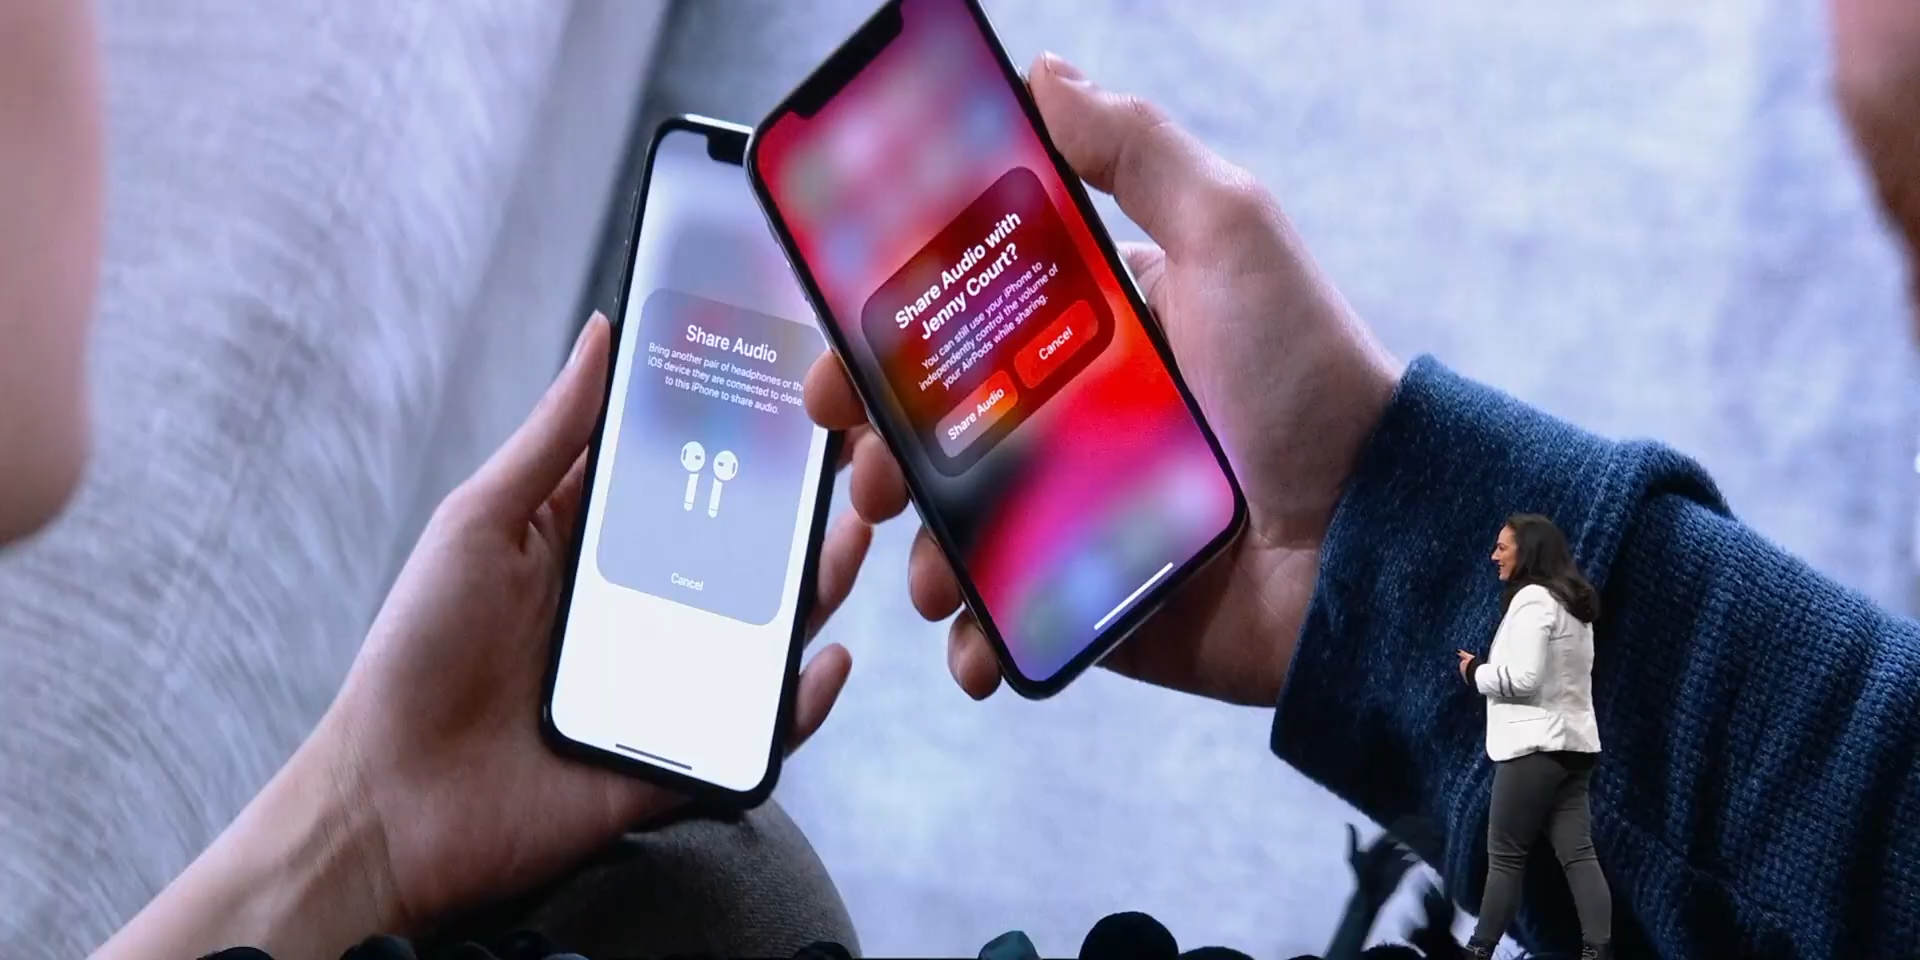 Share Audio
Bring another pair of headphones or the
iOS device they are connected to close
to this iPhone to share audio.
Cancel
Share Audio with
Jenny Court?
You can still use your iPhone to
independently control the volume of
your AirPods while sharing.
Share Audio
Cancel